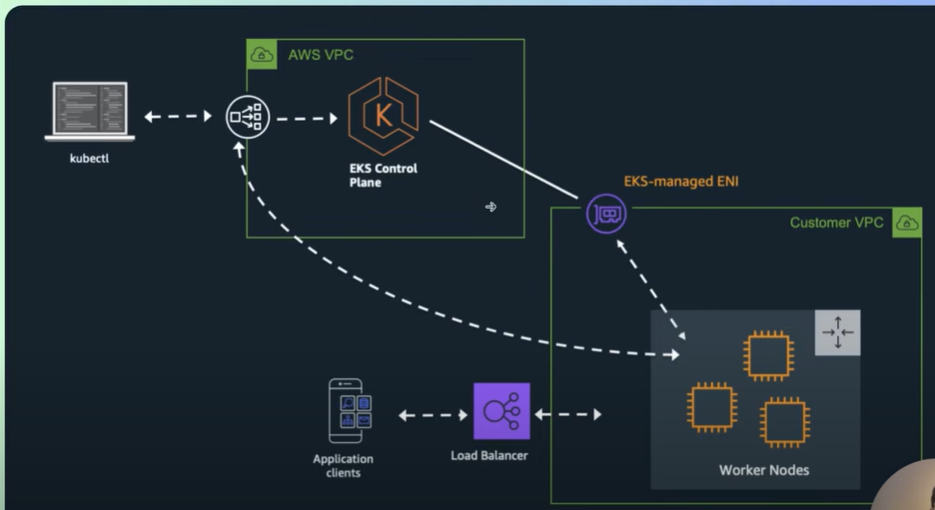 AWS VPC
kubectl
K
EKS Control
Plane
EKS-managed ENI
Customer VPC
Application
clients
Load Balancer
Worker Nodes